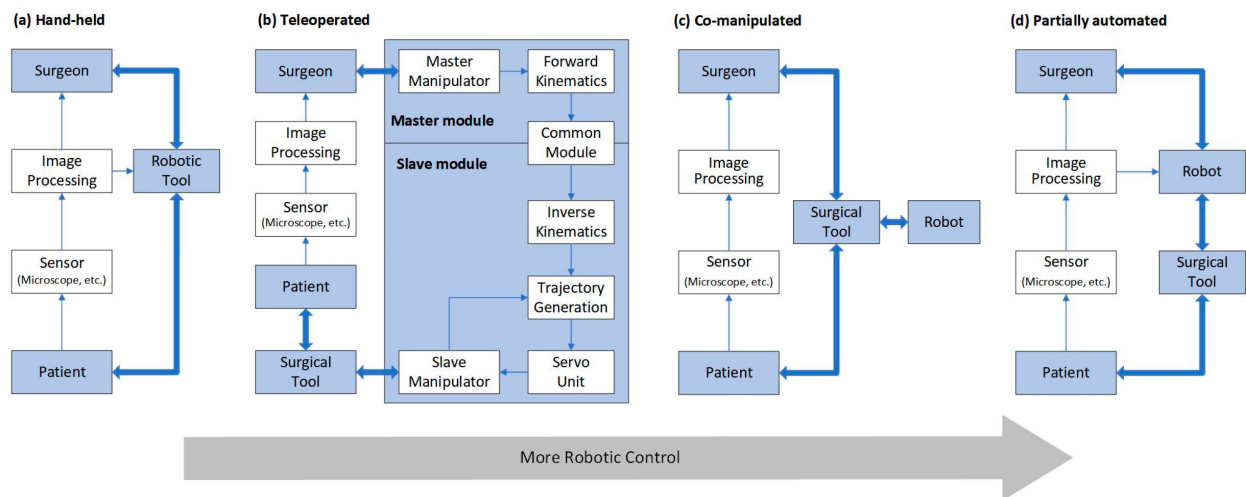 (a) Hand-held
Surgeon
Image
Processing
Robotic
Tool
Sensor
(Microscope, etc.)
Patient
(b) Teleoperated
Surgeon
Image
Processing
Sensor
(Microscope, etc.)
Patient
Surgical
Tool
Master
Manipulator
Forward
Kinematics
Master module
Common
Module
Slave module
Inverse
Kinematics
Trajectory
Generation
Slave
Manipulator
Servo
Unit
(c) Co-manipulated
Surgeon
Image
Processing
Surgical
Tool
Robot
Sensor
(Microscope, etc.)
Patient
(d) Partially automated
Surgeon
Image
Processing
Robot
Sensor
(Microscope, etc.)
Surgical
Tool
Patient
More Robotic Control